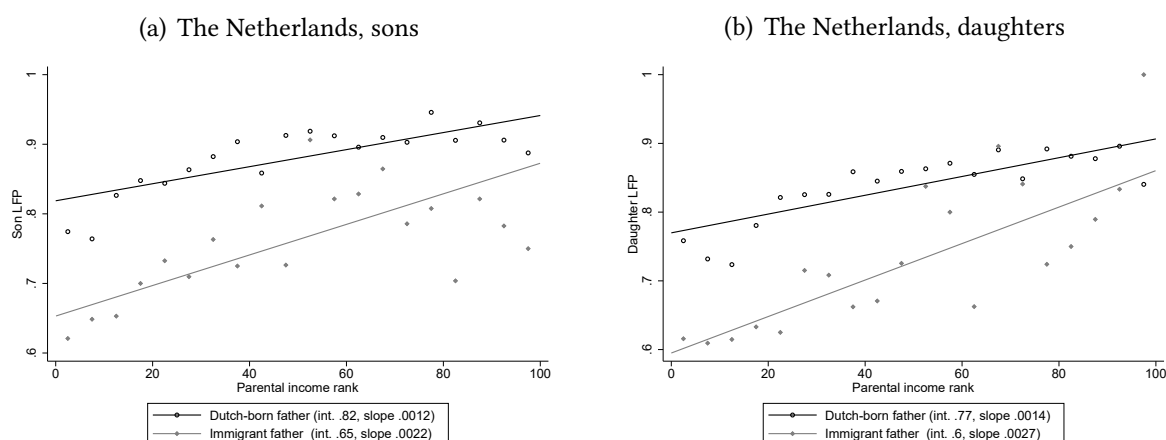 (a) The Netherlands, sons
1
.9
.8
.7
.6
Son LFP
0 20 40 60 80 100
Parental income rank
Dutch-born father (int. .82, slope .0012)
Immigrant father (int. .65, slope .0022)
(b) The Netherlands, daughters
1
.9
.8
.7
.6
Daughter LFP
0 20 40 60 80 100
Parental income rank
Dutch-born father (int. .77, slope .0014)
Immigrant father (int. .6, slope .0027)